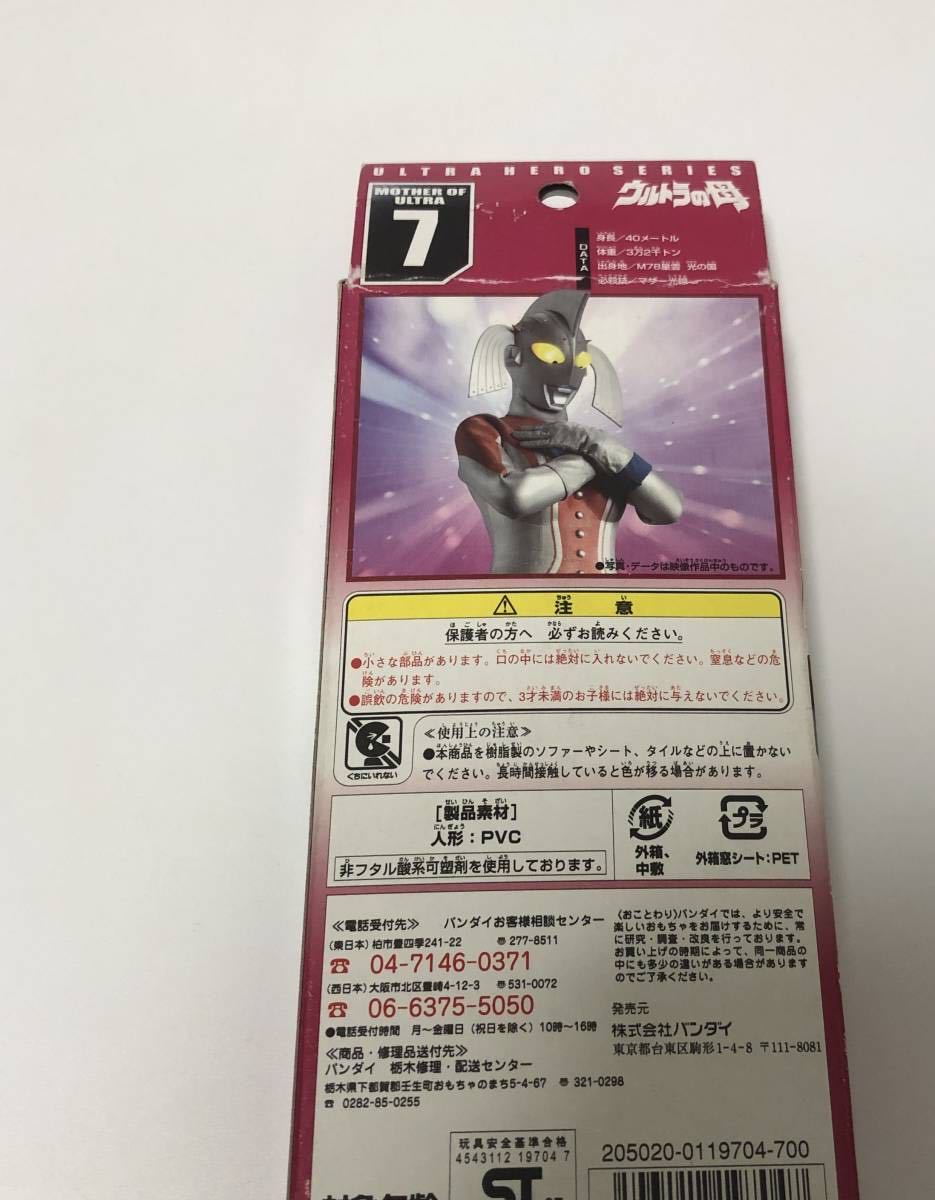 ULTRA HERO SERIES
MOTHER OF
ULTRA
7
ウルトラの母
DATA
身長/40メートル
体重/3万2千トン
出身地/M78星雲 光の国
必殺技/マザー光線
●写真・データは映像作品中のものです。
注意
保護者の方へ 必ずお読みください。
●小さな部品があります。口の中には絶対に入れないでください。窒息などの危
険があります。
●誤飲の危険がありますので、3才未満のお子様には絶対に与えないでください。
くちにいれない
≪使用上の注意≫
●本商品を樹脂製のソファーやシート、タイルなどの上に置かない
でください。長時間接触していると色が移る場合があります。
[製品素材]
人形：PVC
非フタル酸系可塑剤を使用しております。
紙
外箱、
中敷
プラ
外箱窓シート：PET
≪電話受付先≫ バンダイお客様相談センター
(東日本) 柏市豊四季241-22 〒277-8511
☎ 04-7146-0371
(西日本) 大阪市北区豊崎4-12-3 〒531-0072
☎ 06-6375-5050
●電話受付時間 月〜金曜日 (祝日を除く) 10時〜16時
≪商品・修理品送付先≫
バンダイ 栃木修理・配送センター
栃木県下都賀郡壬生町おもちゃのまち5-4-67 〒321-0298
☎ 0282-85-0255
〈おことわり〉バンダイでは、より安全で
楽しいおもちゃをお届けするために、常
に研究・調査・改良を行っております。
お買い上げの時期によって、同一商品の
中にも多少の違いがある場合があります
のでご了承ください。
発売元
株式会社バンダイ
東京都台東区駒形1-4-8 〒111-8081
玩具安全基準合格
4543112 19704 7
ST
205020-0119704-700
対象年齢